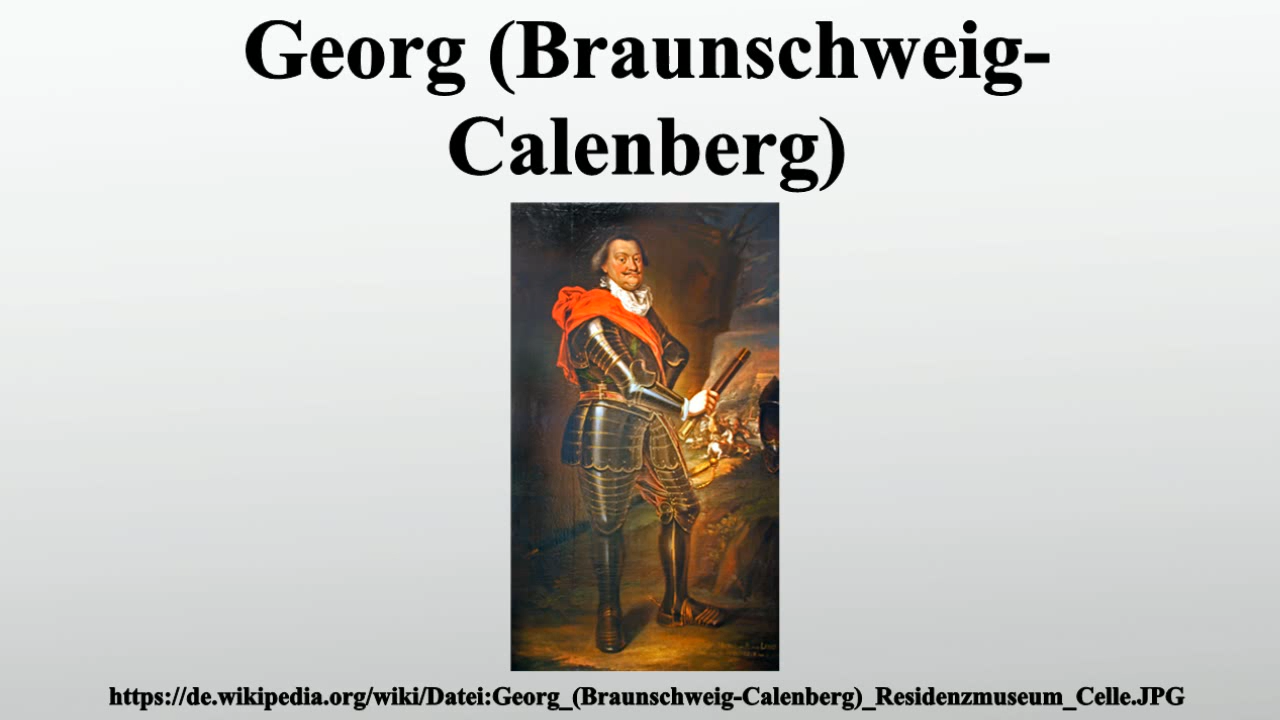 Georg (Braunschweig-
Calenberg)
https://de.wikipedia.org/wiki/Datei:Georg_(Braunschweig-Calenberg)_Residenzmuseum_Celle.JPG